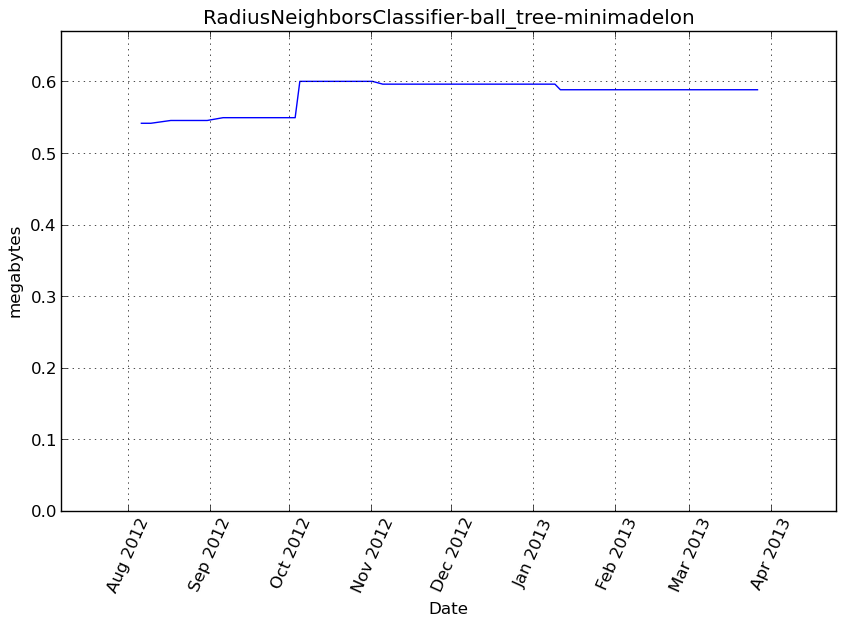 RadiusNeighborsClassifier-ball_tree-minimadelon
0.6
0.5
0.4
0.3
0.2
0.1
0.0
megabytes
Aug 2012
Sep 2012
Oct 2012
Nov 2012
Dec 2012
Jan 2013
Feb 2013
Mar 2013
Apr 2013
Date